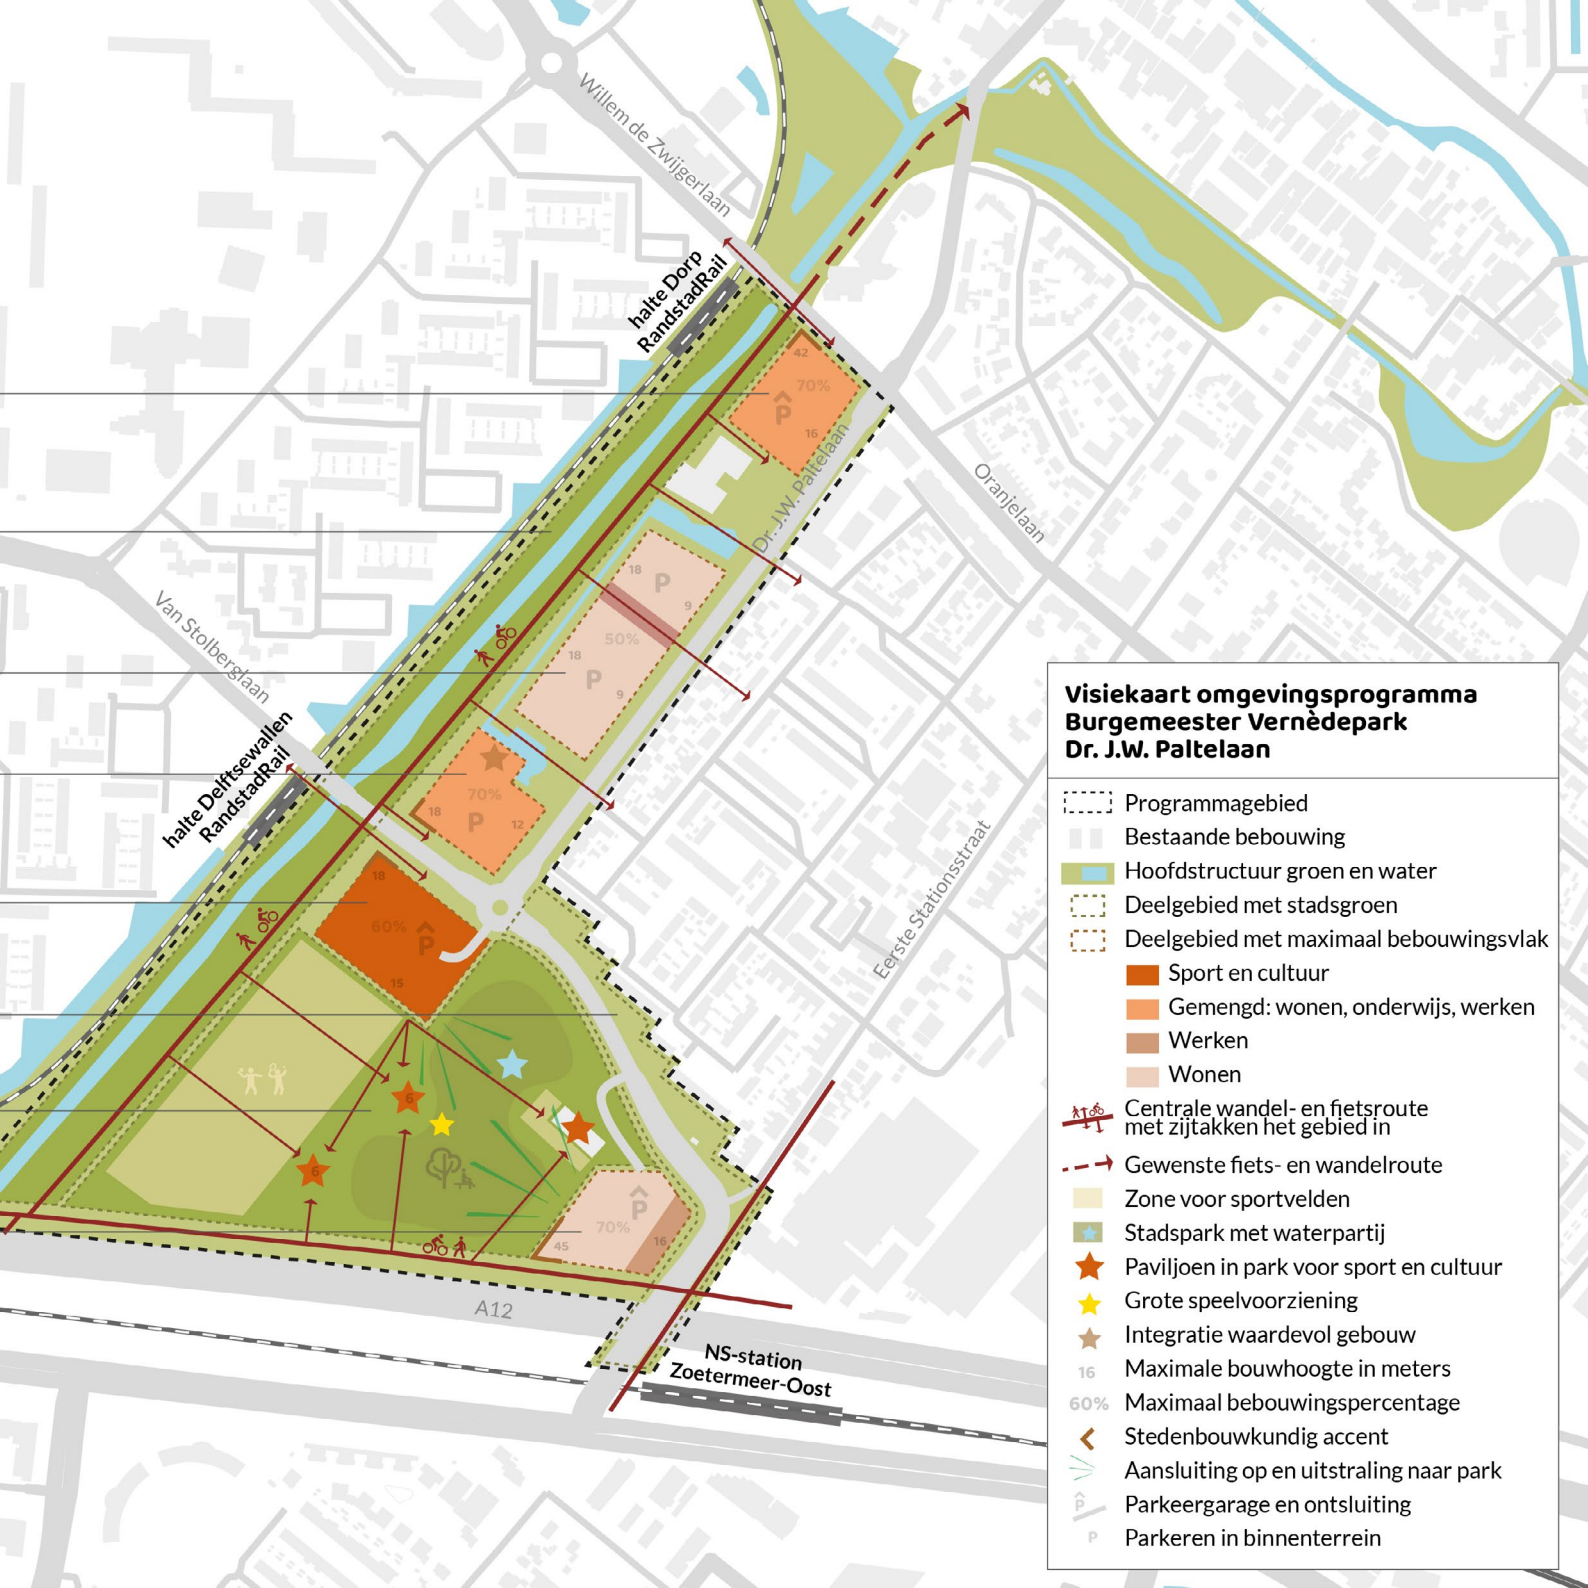 Willem de Zwijgerlaan
halte Dorp
RandstadRail
42
70%
P
16
Dr. J.W. Paltelaan
Oranjelaan
18
P
9
50%
18
P
9
Van Stolberglaan
halte Delftsewallen
RandstadRail
70%
18
P
12
18
60%
P
15
Eerste Stationsstraat
6
6
P
70%
45
16
A12
NS-station
Zoetermeer-Oost
Visiekaart omgevingsprogramma
Burgemeester Vernèdepark
Dr. J.W. Paltelaan
Programmagebied
Bestaande bebouwing
Hoofdstructuur groen en water
Deelgebied met stadsgroen
Deelgebied met maximaal bebouwingsvlak
Sport en cultuur
Gemengd: wonen, onderwijs, werken
Werken
Wonen
Centrale wandel- en fietsroute
met zijtakken het gebied in
Gewenste fiets- en wandelroute
Zone voor sportvelden
Stadspark met waterpartij
Paviljoen in park voor sport en cultuur
Grote speelvoorziening
Integratie waardevol gebouw
16 Maximale bouwhoogte in meters
60% Maximaal bebouwingspercentage
Stedenbouwkundig accent
Aansluiting op en uitstraling naar park
P Parkeergarage en ontsluiting
P Parkeren in binnenterrein